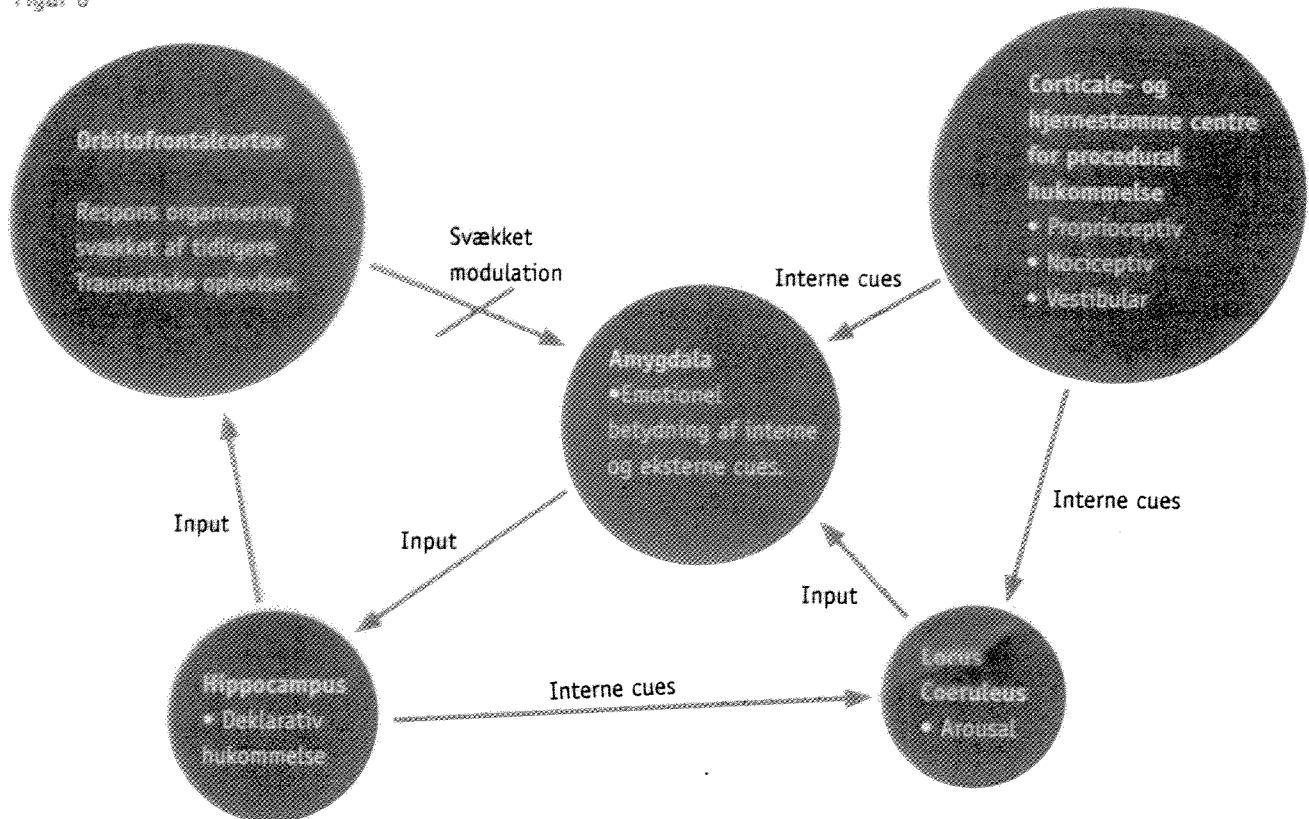 Orbitofrontalcortex
Respons organisering
svækket af tidligere
Traumatiske oplevlser.
Svækket
modulation
Corticale- og
hjernestamme centre
for procedural
hukommelse
• Proprioceptiv
• Nociceptiv
• Vestibular
Interne cues
Amygdala
•Emotionel
betydning af interne
og eksterne cues.
Interne cues
Input
Input
Input
Hippocampus
• Deklarativ
hukommelse
Interne cues
Locus
Coeruleus
• Arousal